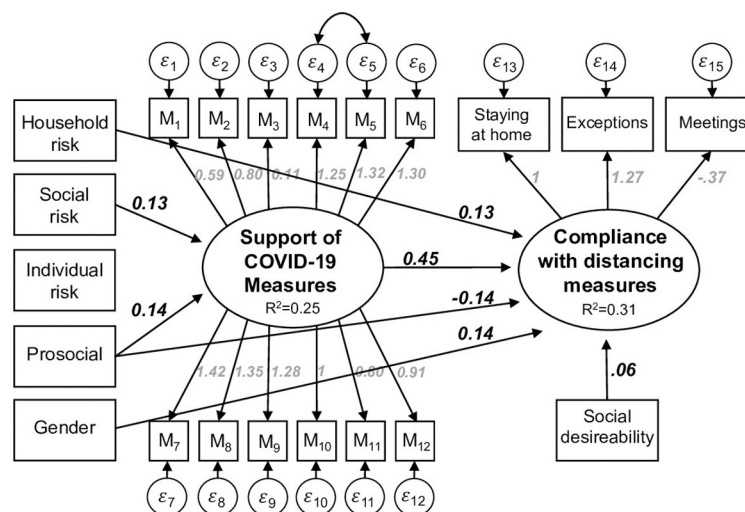 ε1 ε2 ε3 ε4 ε5 ε6 ε13 ε14 ε15
M1 M2 M3 M4 M5 M6
Staying
at home
Exceptions
Meetings
Household
risk
0.59 0.80 0.11 1.25 1.32 1.30
1 1.27 -.37
Social
risk
0.13
0.13
Support of
COVID-19
Measures
R²=0.25
0.45
Compliance
with distancing
measures
R²=0.31
Individual
risk
0.14
-0.14
Prosocial
0.14
Gender
1.42 1.35 1.28 1 0.80 0.91
.06
Social
desireability
M7 M8 M9 M10 M11 M12
ε7 ε8 ε9 ε10 ε11 ε12